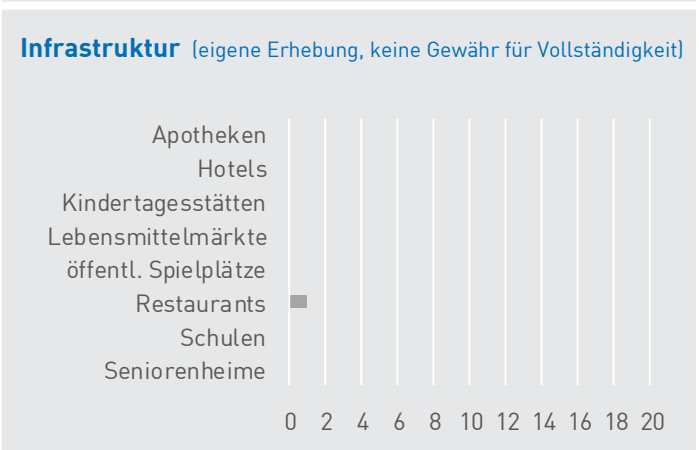 Infrastruktur (eigene Erhebung, keine Gewähr für Vollständigkeit)
Apotheken
Hotels
Kindertagesstätten
Lebensmittelmärkte
öffentl. Spielplätze
Restaurants
Schulen
Seniorenheime
0 2 4 6 8 10 12 14 16 18 20